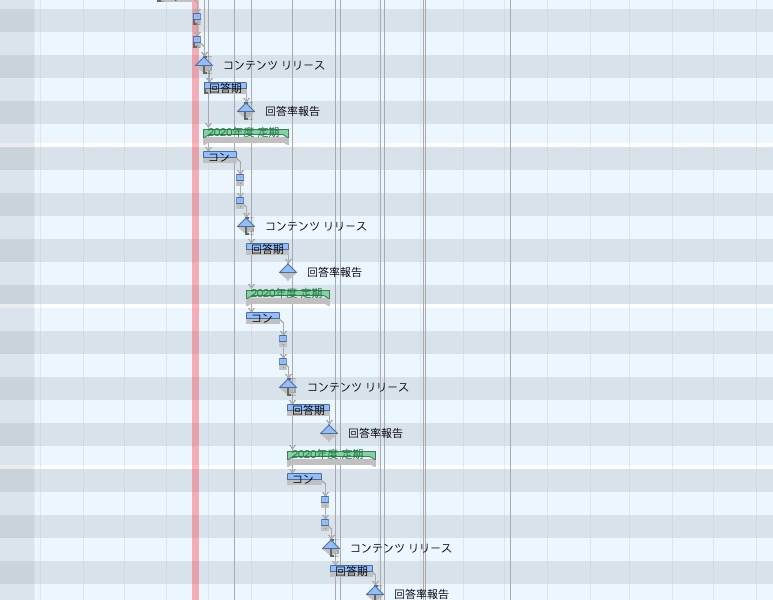 コンテンツ リリース
回答期
回答率報告
2020年度 定期
コン
コンテンツ リリース
回答期
回答率報告
2020年度 定期
コン
コンテンツ リリース
回答期
回答率報告
2020年度 定期
コン
コンテンツ リリース
回答期
回答率報告